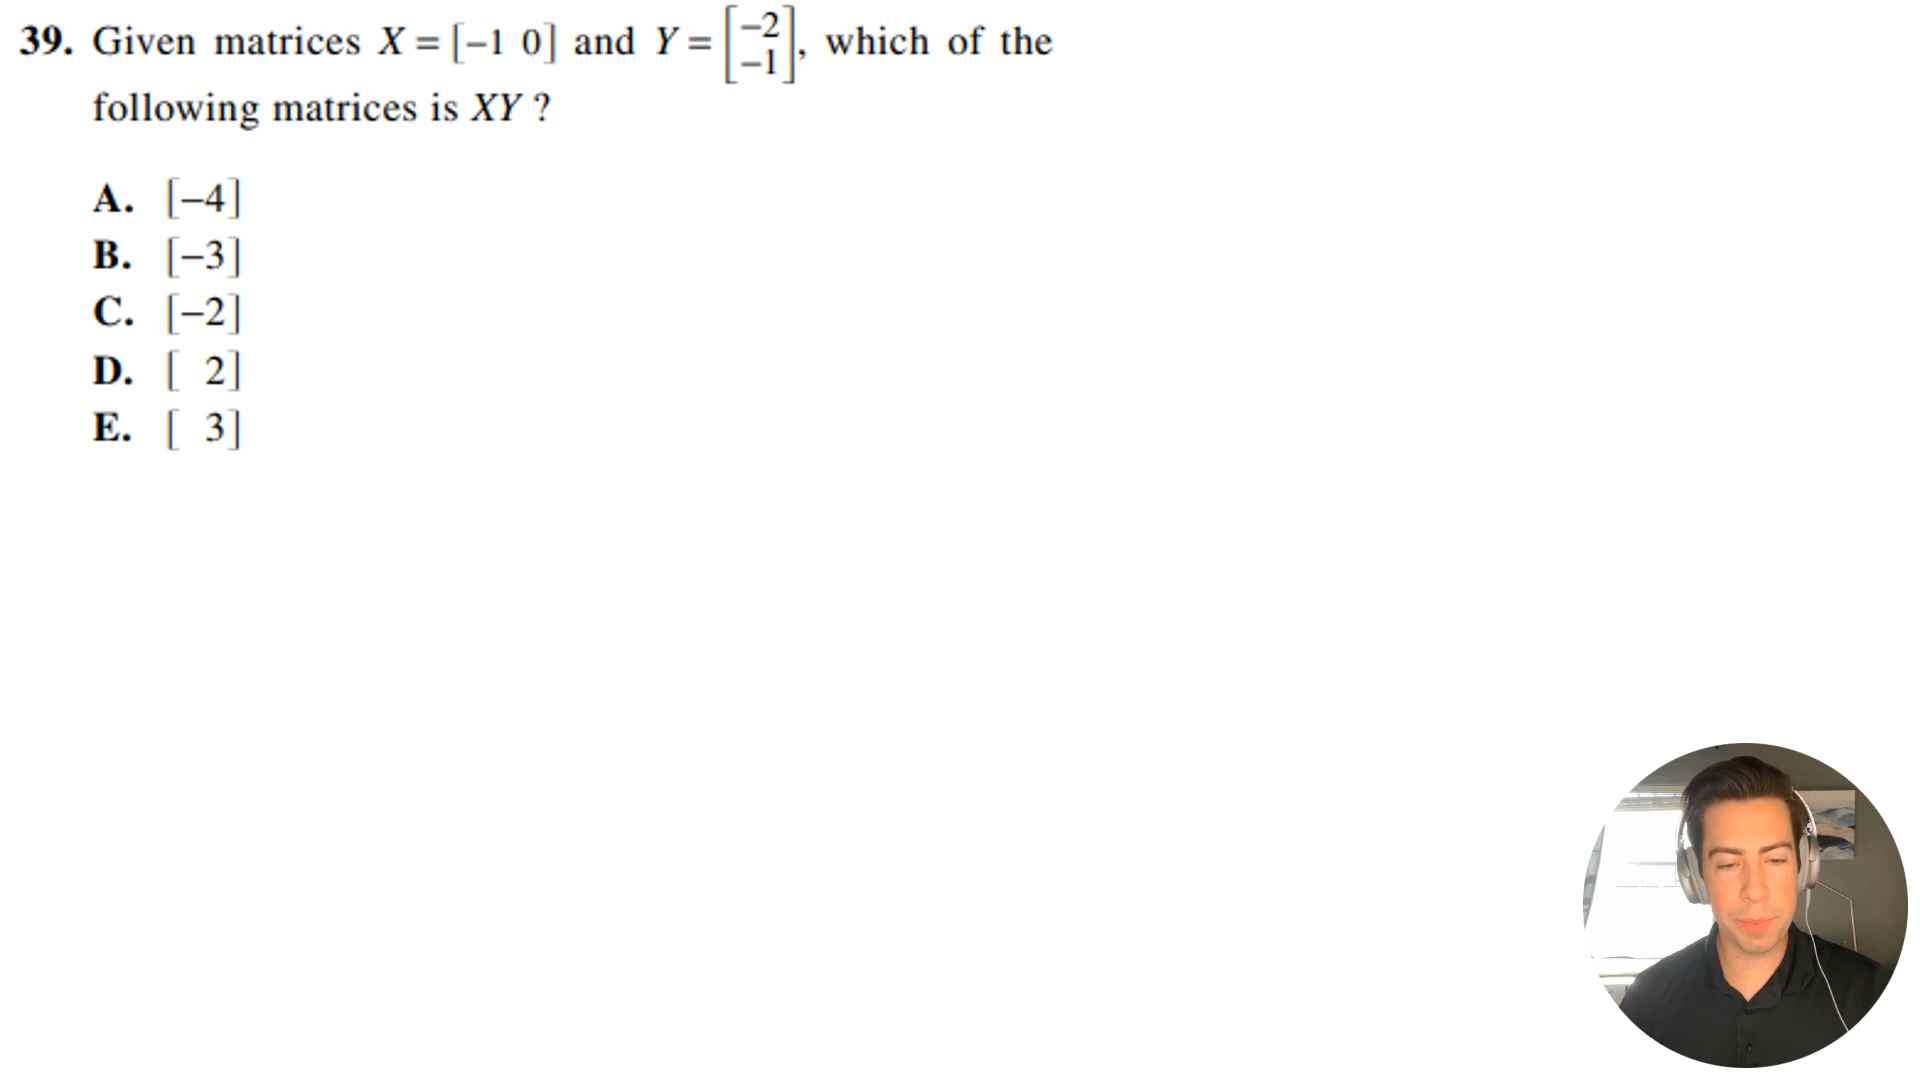 39. Given matrices X = [−1 0] and Y = [−2 −1], which of the
following matrices is XY ?
A. [−4]
B. [−3]
C. [−2]
D. [ 2]
E. [ 3]